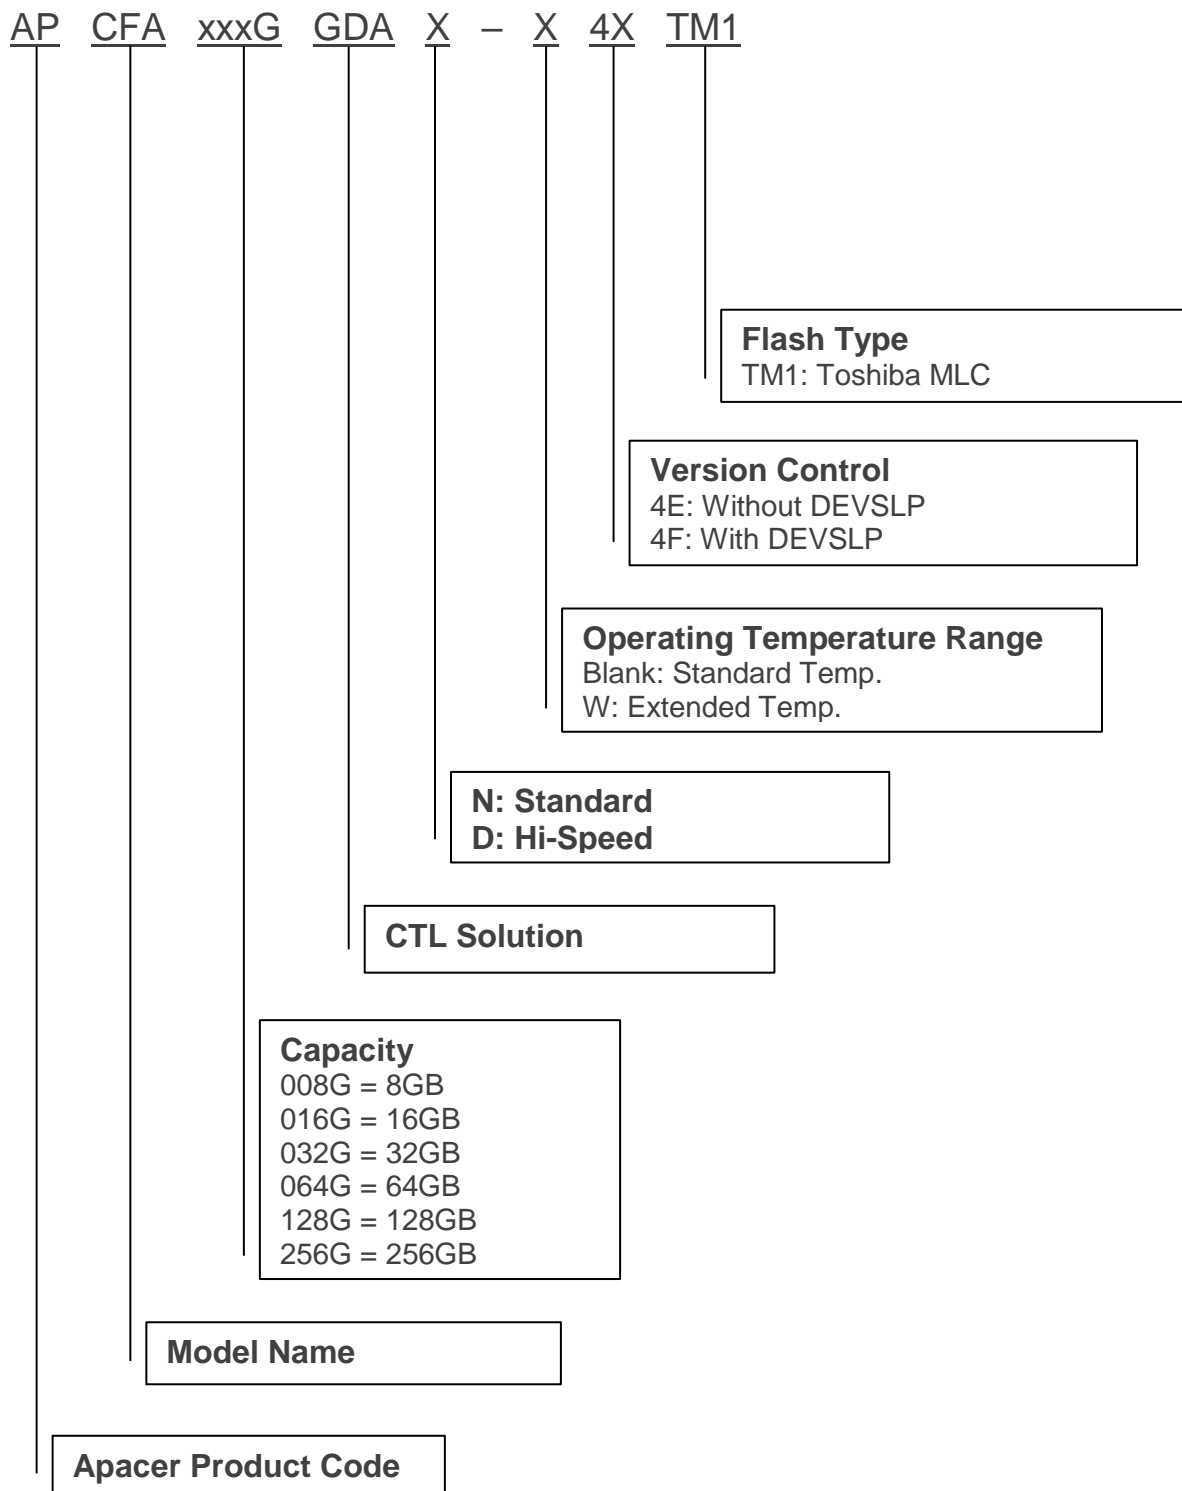 AP CFA xxxG GDA X – X 4X TM1
Flash Type
TM1: Toshiba MLC
Version Control
4E: Without DEVSLP
4F: With DEVSLP
Operating Temperature Range
Blank: Standard Temp.
W: Extended Temp.
N: Standard
D: Hi-Speed
CTL Solution
Capacity
008G = 8GB
016G = 16GB
032G = 32GB
064G = 64GB
128G = 128GB
256G = 256GB
Model Name
Apacer Product Code